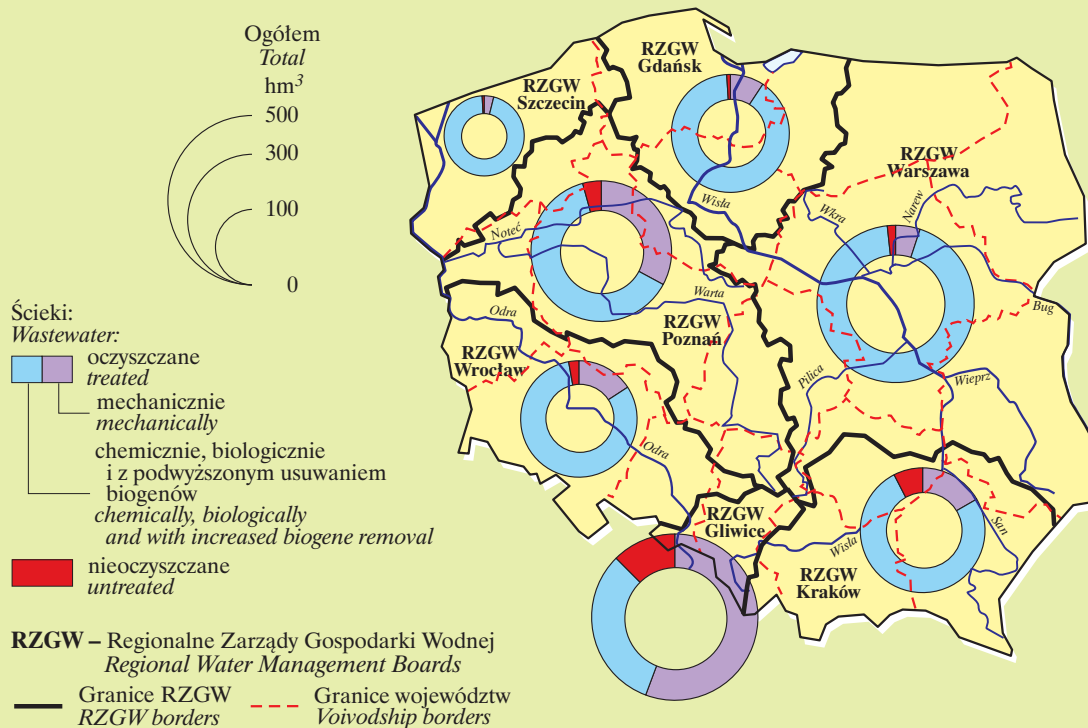 Ogółem
Total
hm³
500
300
100
0
Ścieki:
Wastewater:
oczyszczane
treated
mechanicznie
mechanically
chemicznie, biologicznie
i z podwyższonym usuwaniem
biogenów
chemically, biologically
and with increased biogene removal
nieoczyszczane
untreated
RZGW – Regionalne Zarządy Gospodarki Wodnej
Regional Water Management Boards
Granice RZGW
RZGW borders
Granice województw
Voivodship borders
RZGW
Szczecin
RZGW
Gdańsk
RZGW
Warszawa
Wisła
Wkra
Narew
Noteć
Warta
Bug
Odra
RZGW
Poznań
RZGW
Wrocław
Pilica
Wieprz
Odra
RZGW
Gliwice
Wisła
San
RZGW
Kraków